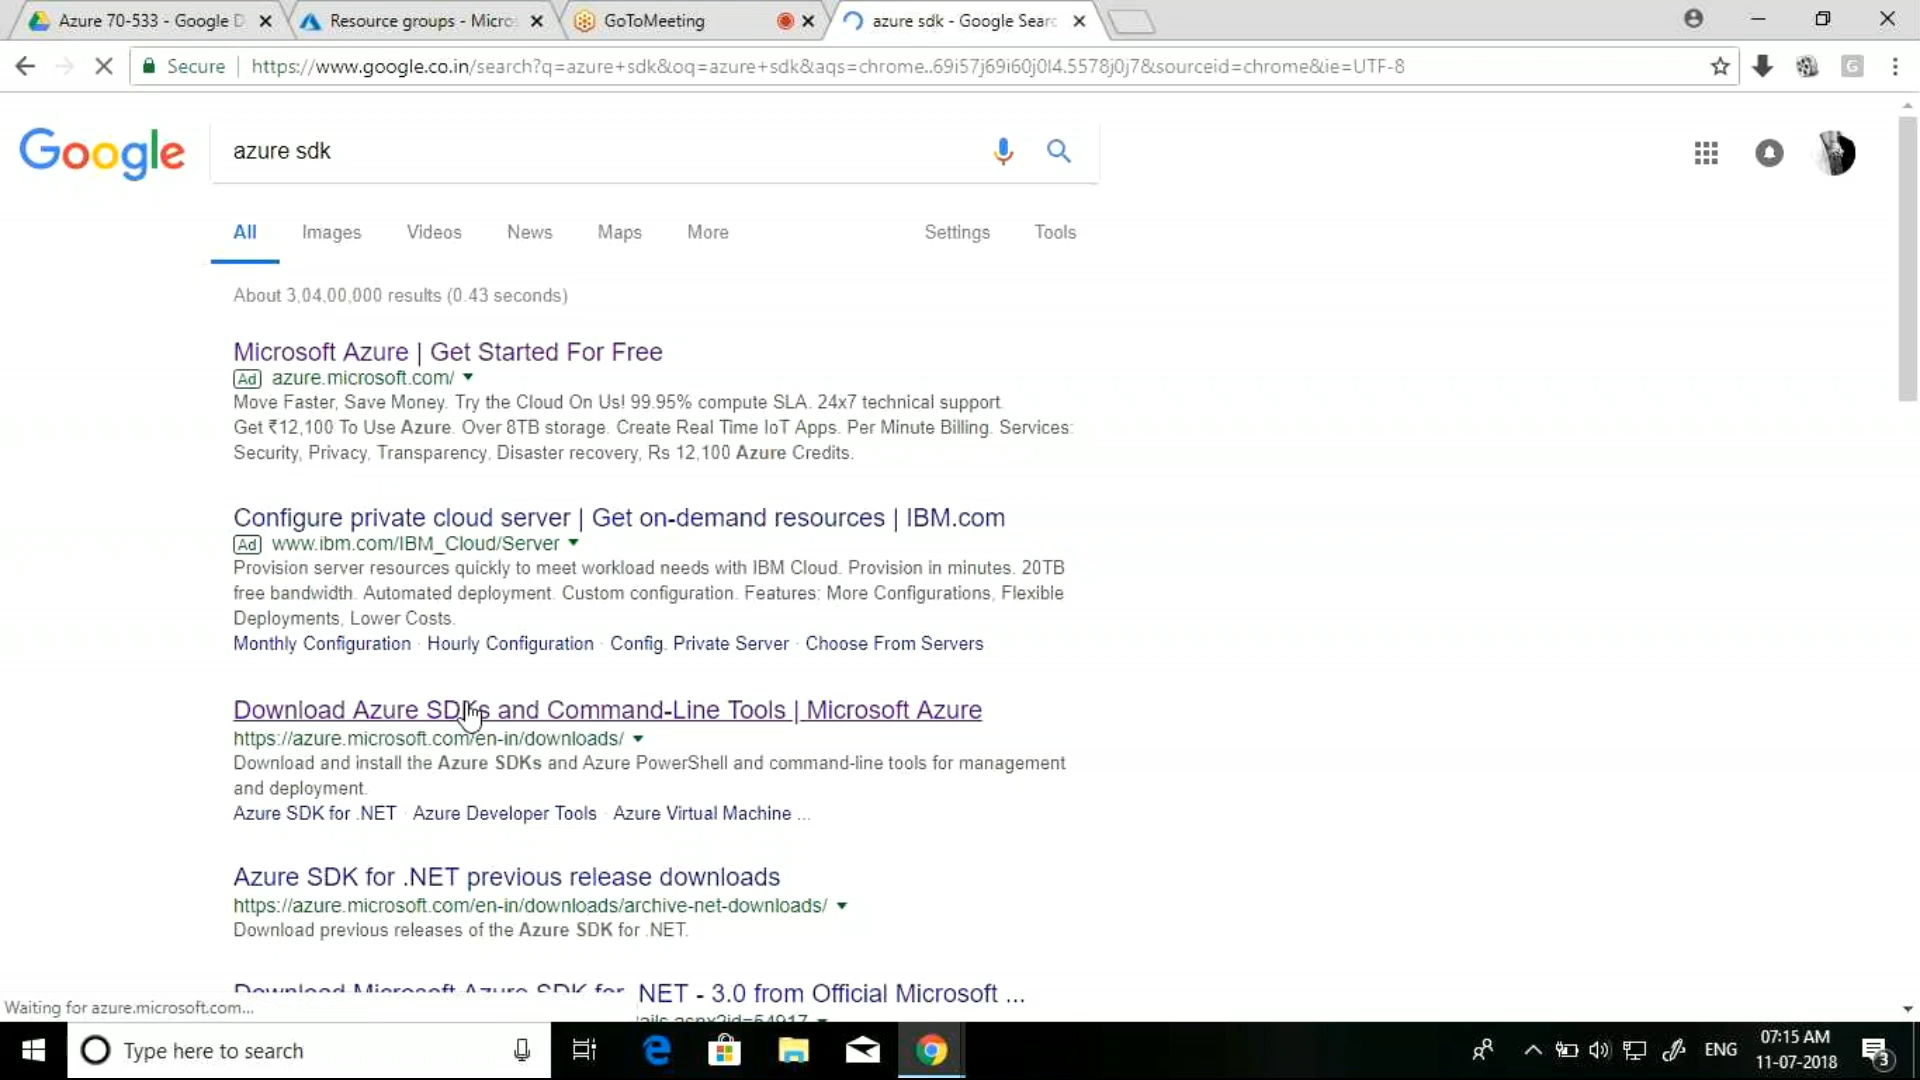 Azure 70-533 - Google D
Resource groups - Micros
GoToMeeting
azure sdk - Google Searc
Secure
https://www.google.co.in/search?q=azure+sdk&oq=azure+sdk&aqs=chrome..69i57j69i60j0l4.5578j0j7&sourceid=chrome&ie=UTF-8
G
Google
azure sdk
All
Images
Videos
News
Maps
More
Settings
Tools
About 3,04,00,000 results (0.43 seconds)
Microsoft Azure | Get Started For Free
Ad azure.microsoft.com/
Move Faster, Save Money. Try the Cloud On Us! 99.95% compute SLA. 24x7 technical support.
Get ₹12,100 To Use Azure. Over 8TB storage. Create Real Time IoT Apps. Per Minute Billing. Services:
Security, Privacy, Transparency, Disaster recovery, Rs 12,100 Azure Credits.
Configure private cloud server | Get on-demand resources | IBM.com
Ad www.ibm.com/IBM_Cloud/Server
Provision server resources quickly to meet workload needs with IBM Cloud. Provision in minutes. 20TB
free bandwidth. Automated deployment. Custom configuration. Features: More Configurations, Flexible
Deployments, Lower Costs.
Monthly Configuration · Hourly Configuration · Config. Private Server · Choose From Servers
Download Azure SDKs and Command-Line Tools | Microsoft Azure
https://azure.microsoft.com/en-in/downloads/
Download and install the Azure SDKs and Azure PowerShell and command-line tools for management
and deployment.
Azure SDK for .NET · Azure Developer Tools · Azure Virtual Machine ...
Azure SDK for .NET previous release downloads
https://azure.microsoft.com/en-in/downloads/archive-net-downloads/
Download previous releases of the Azure SDK for .NET.
Download Microsoft Azure SDK for .NET - 3.0 from Official Microsoft ...
ails.aspx?id=54917
Waiting for azure.microsoft.com...
Type here to search
ENG
07:15 AM
11-07-2018
3